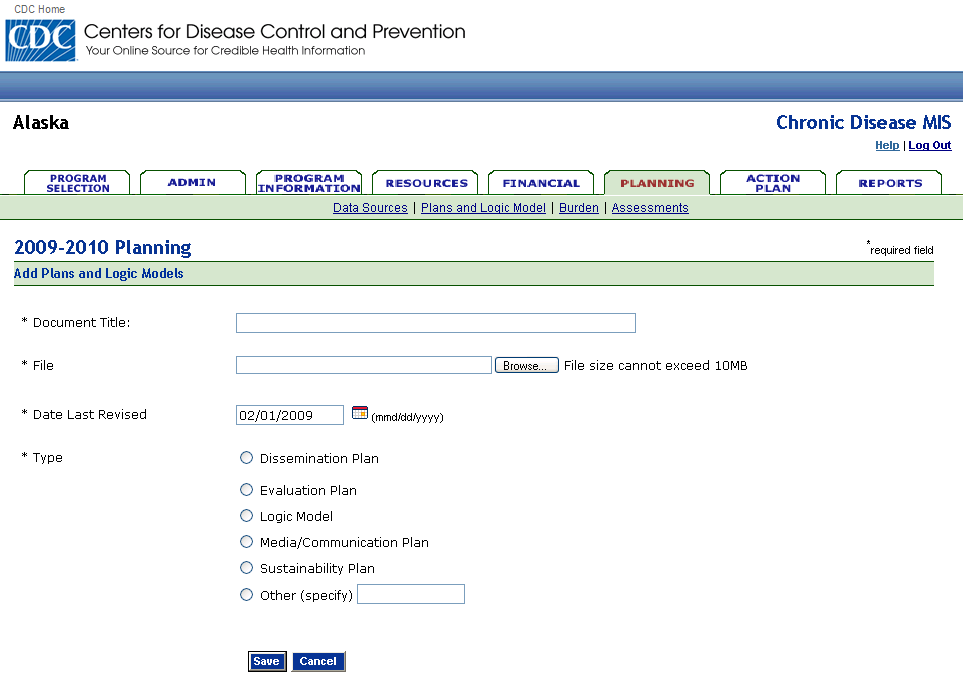 CDC Home
CDC Centers for Disease Control and Prevention
Your Online Source for Credible Health Information
Alaska
Chronic Disease MIS
Help | Log Out
PROGRAM SELECTION
ADMIN
PROGRAM INFORMATION
RESOURCES
FINANCIAL
PLANNING
ACTION PLAN
REPORTS
Data Sources | Plans and Logic Model | Burden | Assessments
2009-2010 Planning
*required field
Add Plans and Logic Models
* Document Title:
* File Browse... File size cannot exceed 10MB
* Date Last Revised 02/01/2009 (mmd/dd/yyyy)
* Type
Dissemination Plan
Evaluation Plan
Logic Model
Media/Communication Plan
Sustainability Plan
Other (specify)
Save Cancel